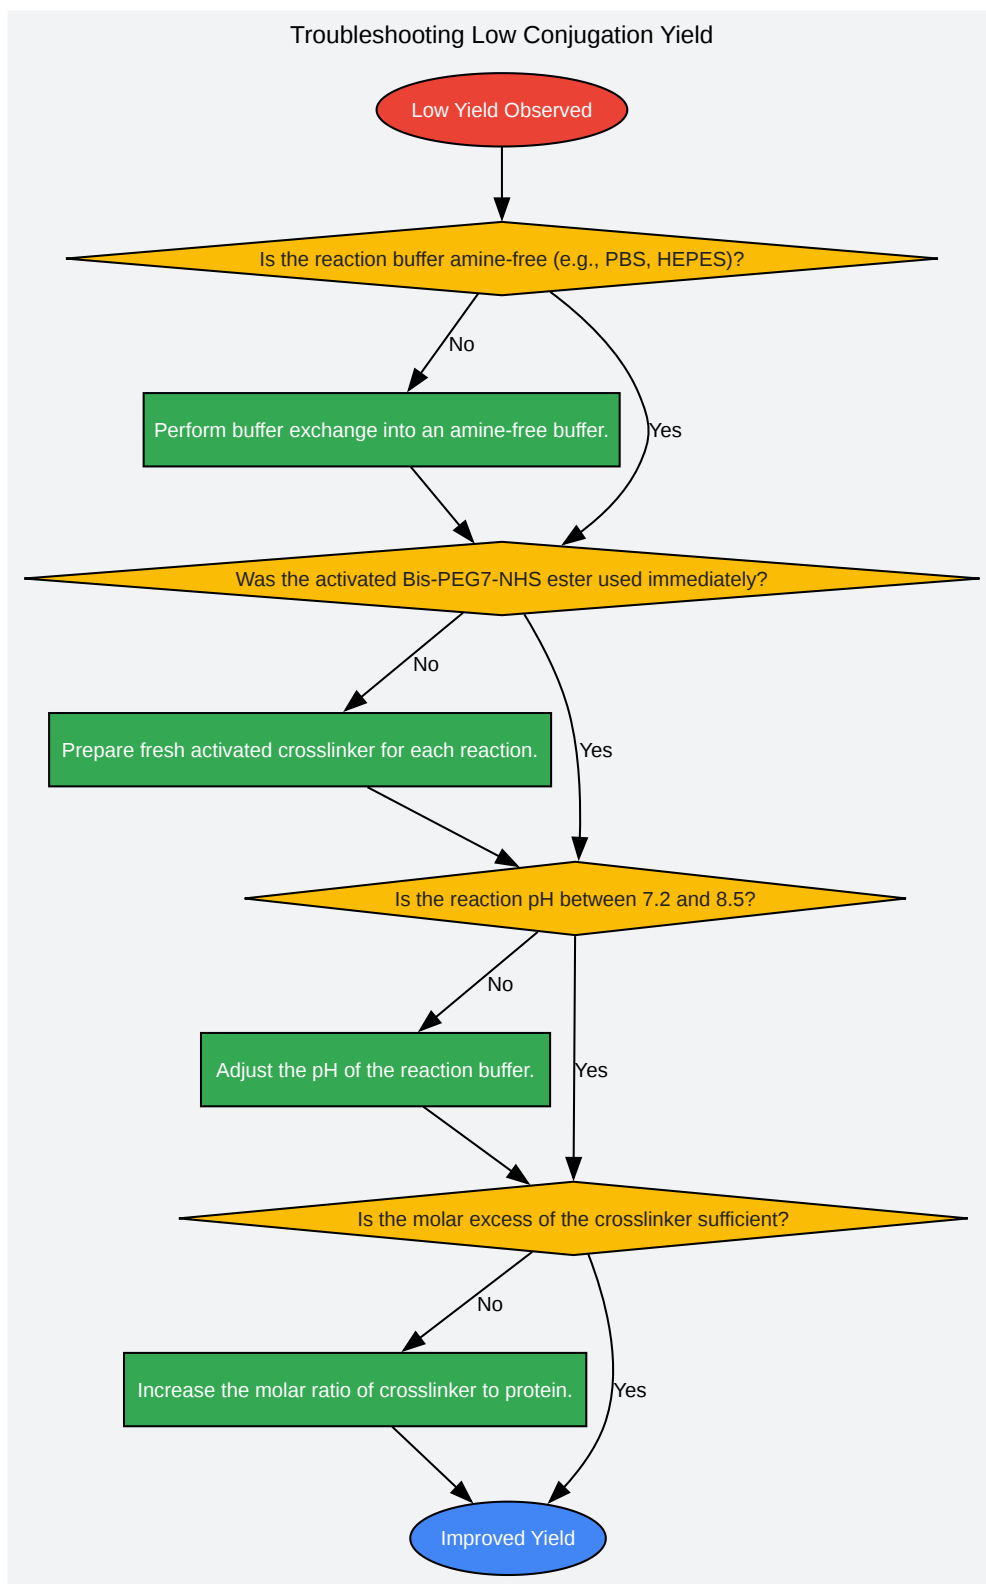 Troubleshooting Low Conjugation Yield
Low Yield Observed
Is the reaction buffer amine-free (e.g., PBS, HEPES)?
No
Perform buffer exchange into an amine-free buffer.
Yes
Was the activated Bis-PEG7-NHS ester used immediately?
No
Prepare fresh activated crosslinker for each reaction.
Yes
Is the reaction pH between 7.2 and 8.5?
No
Adjust the pH of the reaction buffer.
Yes
Is the molar excess of the crosslinker sufficient?
No
Increase the molar ratio of crosslinker to protein.
Yes
Improved Yield